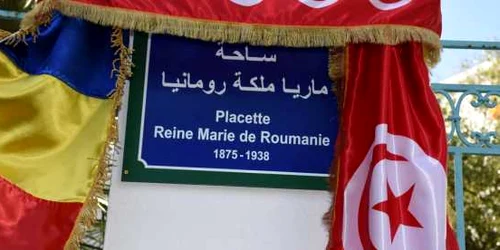 ساحة
ماريا ملكة رومانيا
Placette
Reine Marie de Roumanie
1875-1938